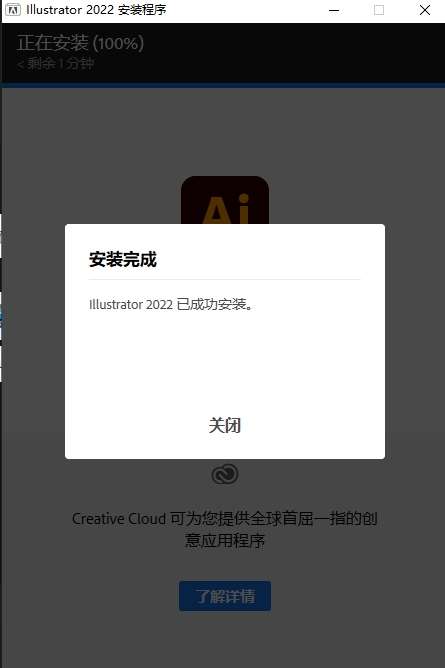 Illustrator 2022 安装程序
正在安装 (100%)
< 剩余 1 分钟
Ai
安装完成
Illustrator 2022 已成功安装。
关闭
Creative Cloud 可为您提供全球首屈一指的创
意应用程序
了解详情